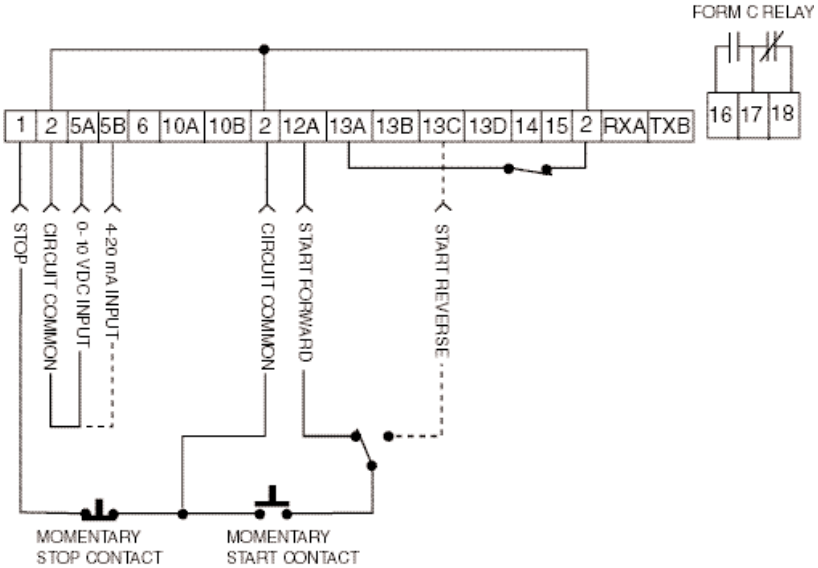 FORM C RELAY
1 2 5A 5B 6 10A 10B 2 12A 13A 13B 13C 13D 14 15 2 RXA TXB
16 17 18
STOP
CIRCUIT COMMON
0-10 VDC INPUT
4-20 mA INPUT
CIRCUIT COMMON
START FORWARD
START REVERSE
MOMENTARY
STOP CONTACT
MOMENTARY
START CONTACT